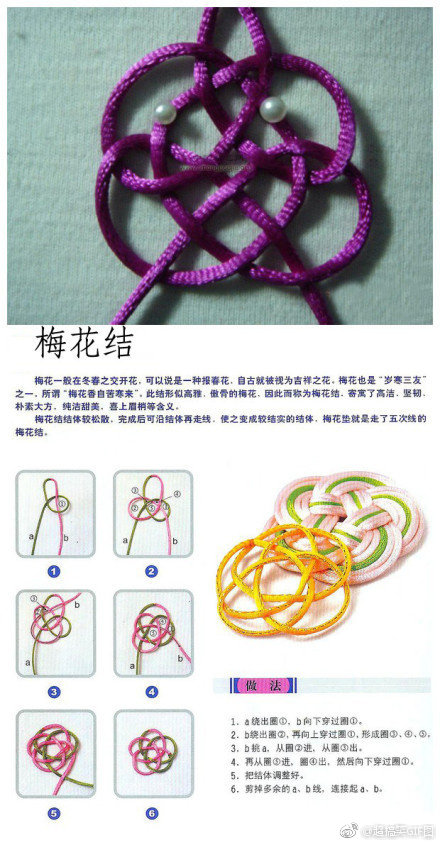 梅花结
梅花一般在冬春之交开花，可以说是一种报春花，自古就被视为吉祥之花。梅花也是“岁寒三友”
之一，所谓“梅花香自苦寒来”。此结形似高雅、傲骨的梅花，因此而得称为梅花结，寄寓了高洁、坚韧、
朴素大方，纯洁甜美，喜上眉梢等含义。
梅花结结体较松散，完成后可沿结体再走线，使之变成较结实的结体，梅花垫就是走了五次线的
梅花结。
a
b
1
a
b
2
a
b
3
a
b
4
5
6
做法
1、a绕出圈①，b向下穿过圈①。
2、b绕出圈②，再向上穿过圈①，形成圈③、④、⑤。
3、b挑a，从圈②进，从圈③出。
4、再从圈⑤进，圈④出，然后向下穿过圈①。
5、把结体调整好。
6、剪掉多余的a、b线，连接起a、b。